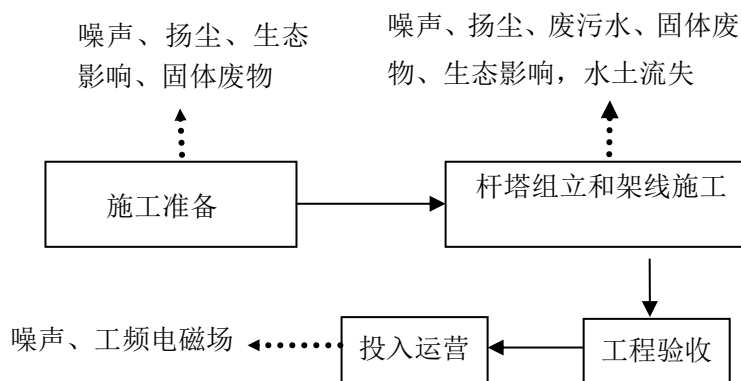 噪声、扬尘、生态
影响、固体废物
噪声、扬尘、废污水、固体废
物、生态影响，水土流失
施工准备
杆塔组立和架线施工
噪声、工频电磁场
投入运营
工程验收